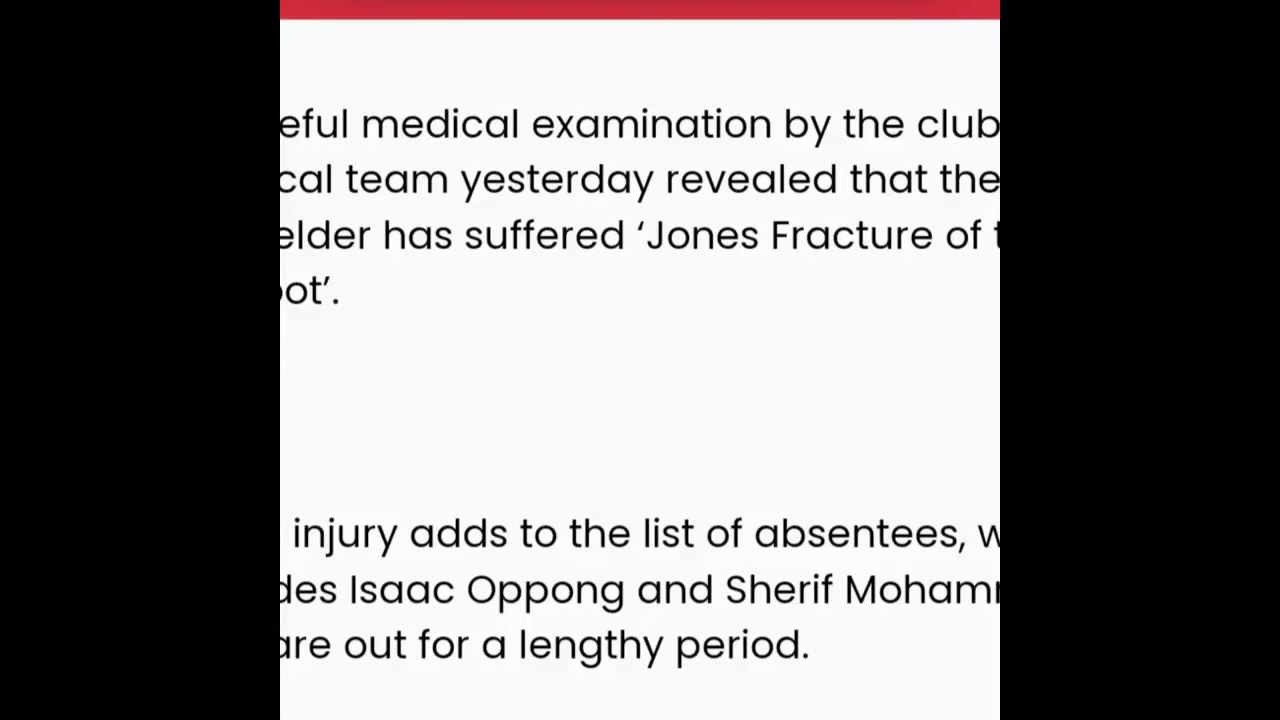 eful medical examination by the club
cal team yesterday revealed that the
elder has suffered ‘Jones Fracture of t
oot’.
injury adds to the list of absentees, w
des Isaac Oppong and Sherif Moham
are out for a lengthy period.